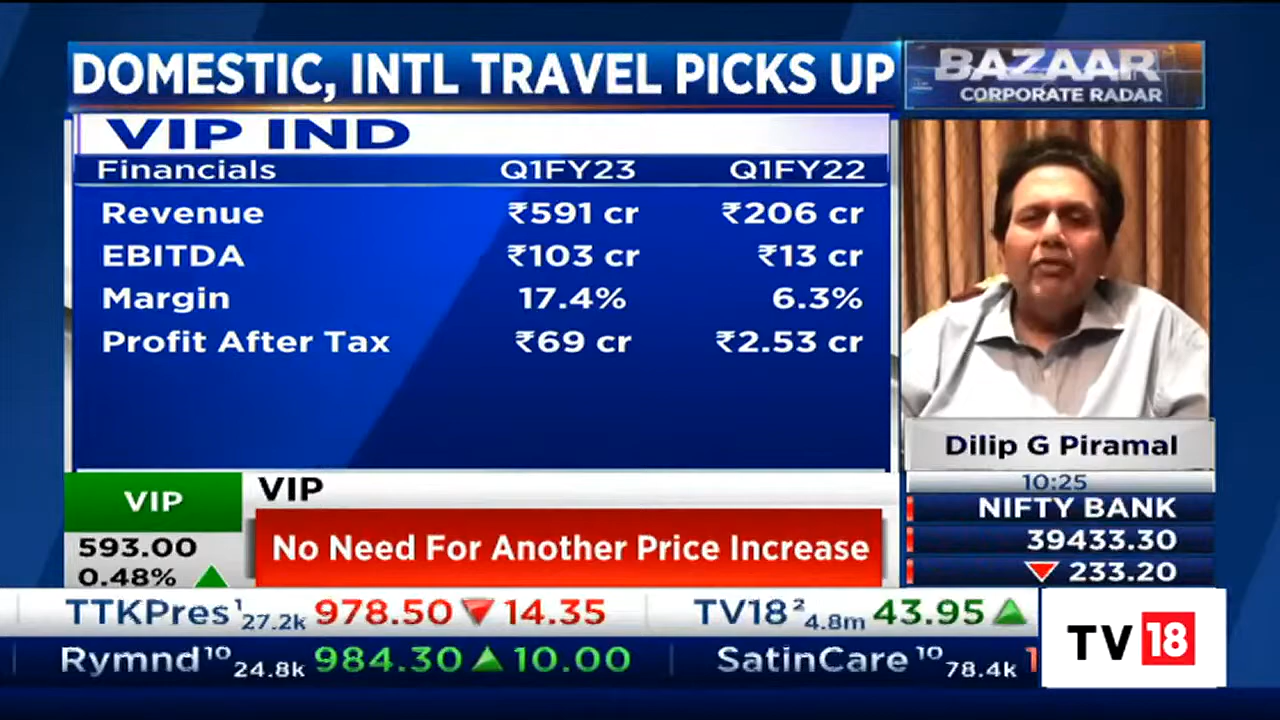 DOMESTIC, INTL TRAVEL PICKS UP
BAZAAR
CORPORATE RADAR
VIP IND
Financials Q1FY23 Q1FY22
Revenue ₹591 cr ₹206 cr
EBITDA ₹103 cr ₹13 cr
Margin 17.4% 6.3%
Profit After Tax ₹69 cr ₹2.53 cr
Dilip G Piramal
10:25
NIFTY BANK
39433.30
233.20
VIP
593.00
0.48%
VIP
No Need For Another Price Increase
TTKPres¹ 27.2k 978.50 14.35 TV18² 4.8m 43.95
Rymnd¹⁰ 24.8k 984.30 10.00 SatinCare¹⁰ 78.4k
TV18